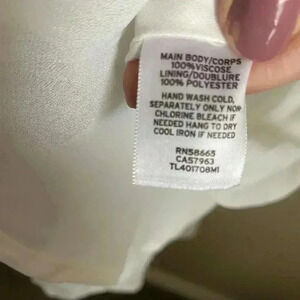 MAIN BODY/CORPS
100%VISCOSE
LINING/DOUBLURE
100% POLYESTER
HAND WASH COLD,
SEPARATELY ONLY NON-
CHLORINE BLEACH IF
NEEDED HANG TO DRY
COOL IRON IF NEEDED
RN58665
CA57963
TL401708MI